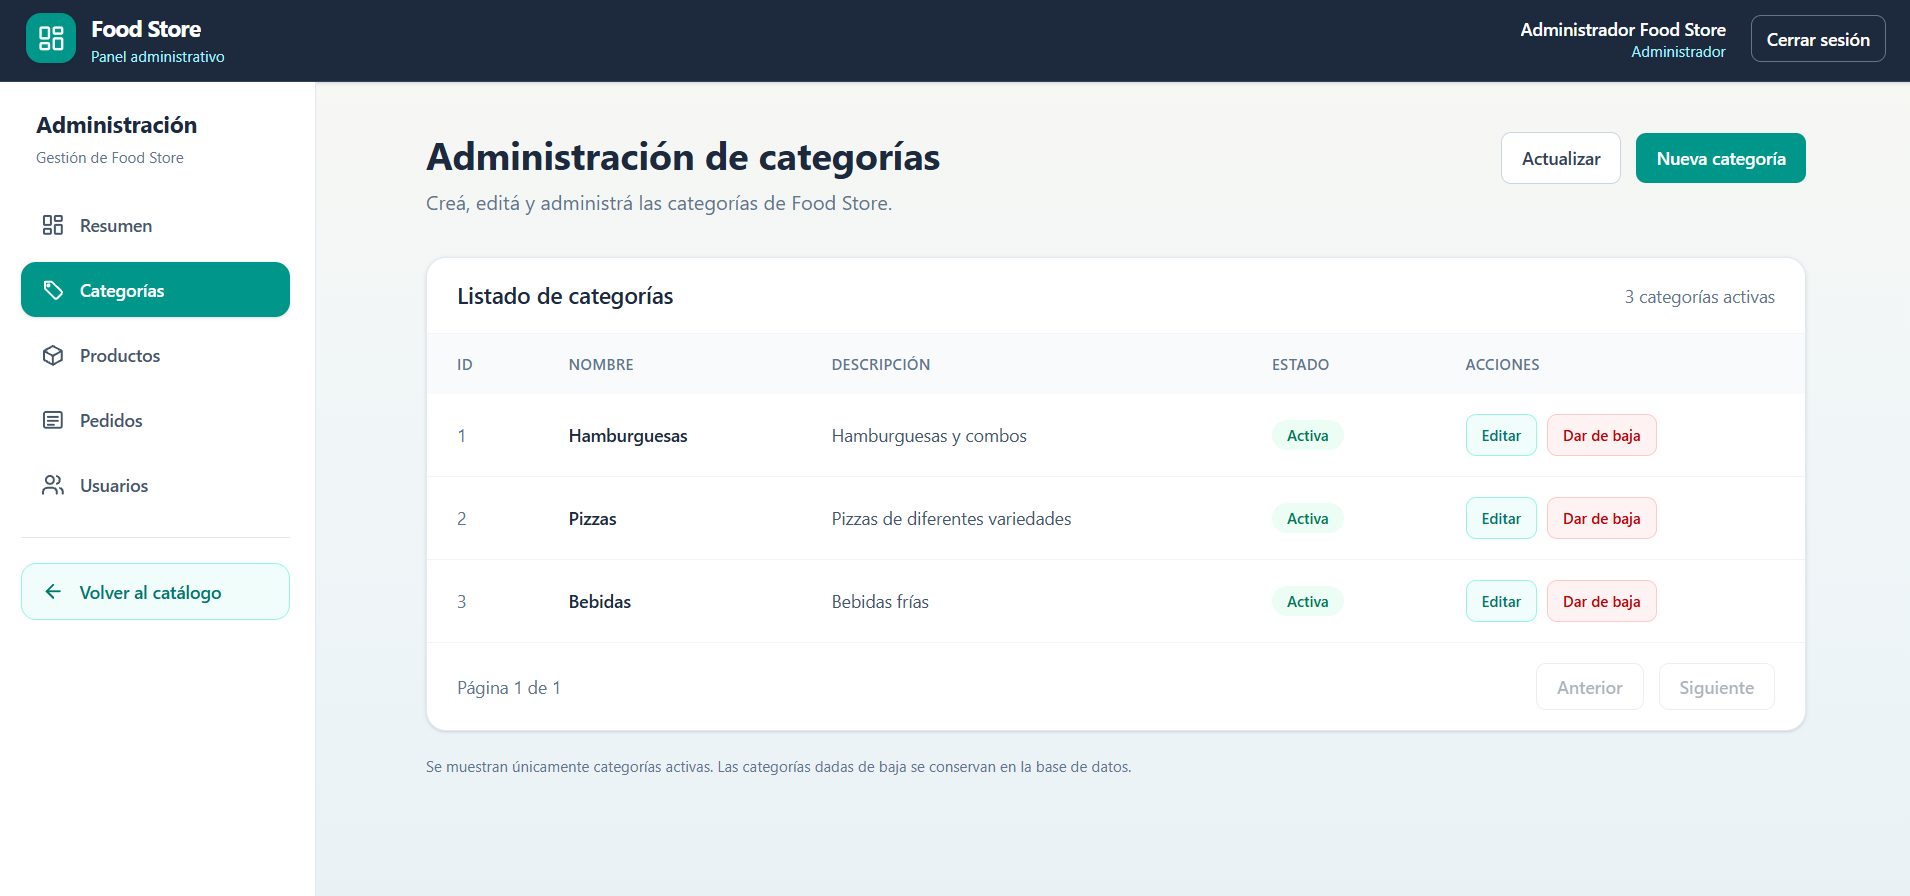 Food Store
Panel administrativo
Administrador Food Store
Administrador
Cerrar sesión
Administración
Gestión de Food Store
Resumen
Categorías
Productos
Pedidos
Usuarios
Volver al catálogo
Administración de categorías
Creá, editá y administrá las categorías de Food Store.
Actualizar
Nueva categoría
Listado de categorías
3 categorías activas
ID NOMBRE DESCRIPCIÓN ESTADO ACCIONES
1 Hamburguesas Hamburguesas y combos Activa Editar Dar de baja
2 Pizzas Pizzas de diferentes variedades Activa Editar Dar de baja
3 Bebidas Bebidas frías Activa Editar Dar de baja
Página 1 de 1
Anterior Siguiente
Se muestran únicamente categorías activas. Las categorías dadas de baja se conservan en la base de datos.